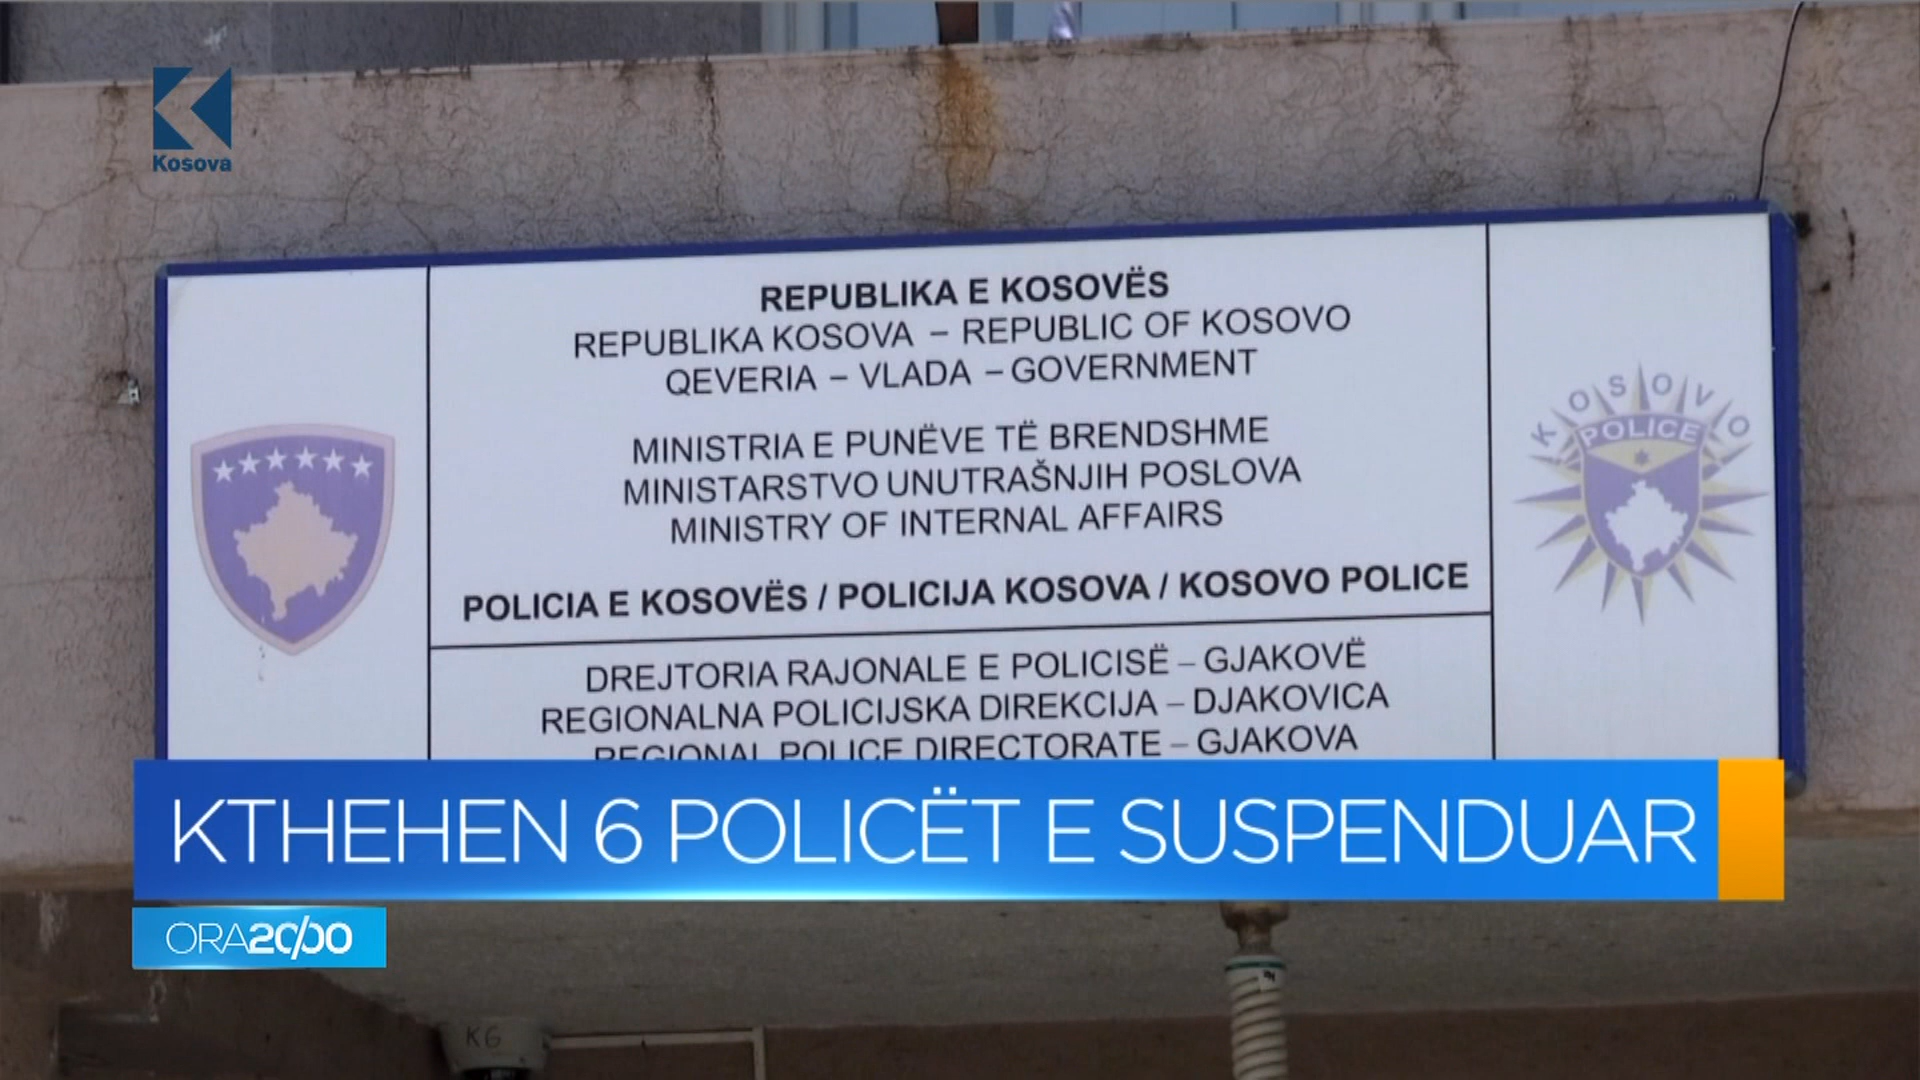 Kosova
REPUBLIKA E KOSOVËS
REPUBLIKA KOSOVA – REPUBLIC OF KOSOVO
QEVERIA – VLADA – GOVERNMENT
MINISTRIA E PUNËVE TË BRENDSHME
MINISTARSTVO UNUTRAŠNJIH POSLOVA
MINISTRY OF INTERNAL AFFAIRS
POLICIA E KOSOVËS / POLICIJA KOSOVA / KOSOVO POLICE
KOSOVO
POLICE
DREJTORIA RAJONALE E POLICISË – GJAKOVË
REGIONALNA POLICIJSKA DIREKCIJA – DJAKOVICA
REGIONAL POLICE DIRECTORATE – GJAKOVA
KTHEHEN 6 POLICËT E SUSPENDUAR
ORA20/00
K6